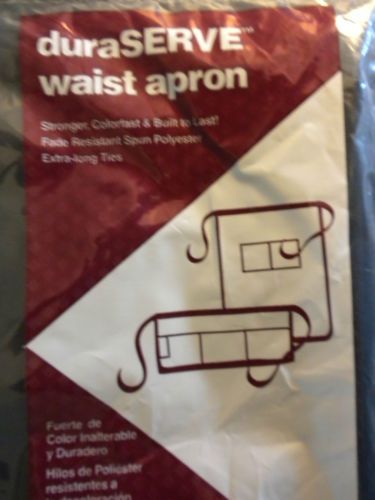 duraSERVE™
waist apron
Stronger, Colorfast & Built to Last!
Fade Resistant Spun Polyester
Extra-long Ties
Fuerte de
Color Inalterable
y Duradero
Hilos de Poliester
resistentes a